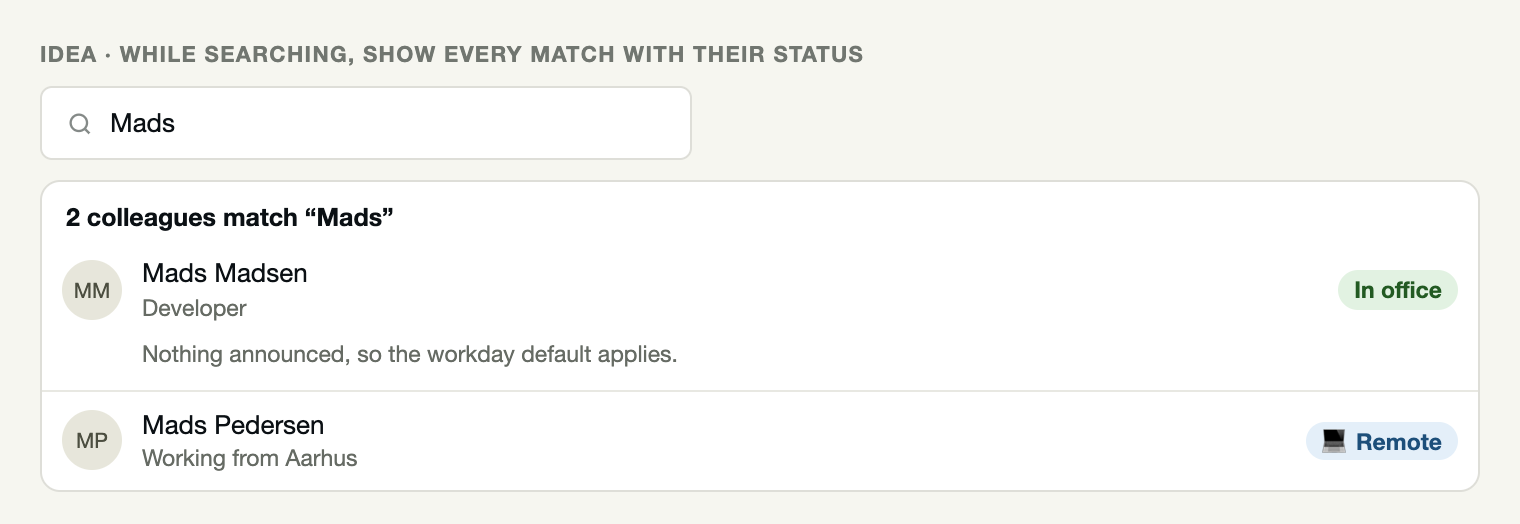 IDEA · WHILE SEARCHING, SHOW EVERY MATCH WITH THEIR STATUS
Mads
2 colleagues match “Mads”
MM
Mads Madsen
Developer
In office
Nothing announced, so the workday default applies.
MP
Mads Pedersen
Working from Aarhus
Remote